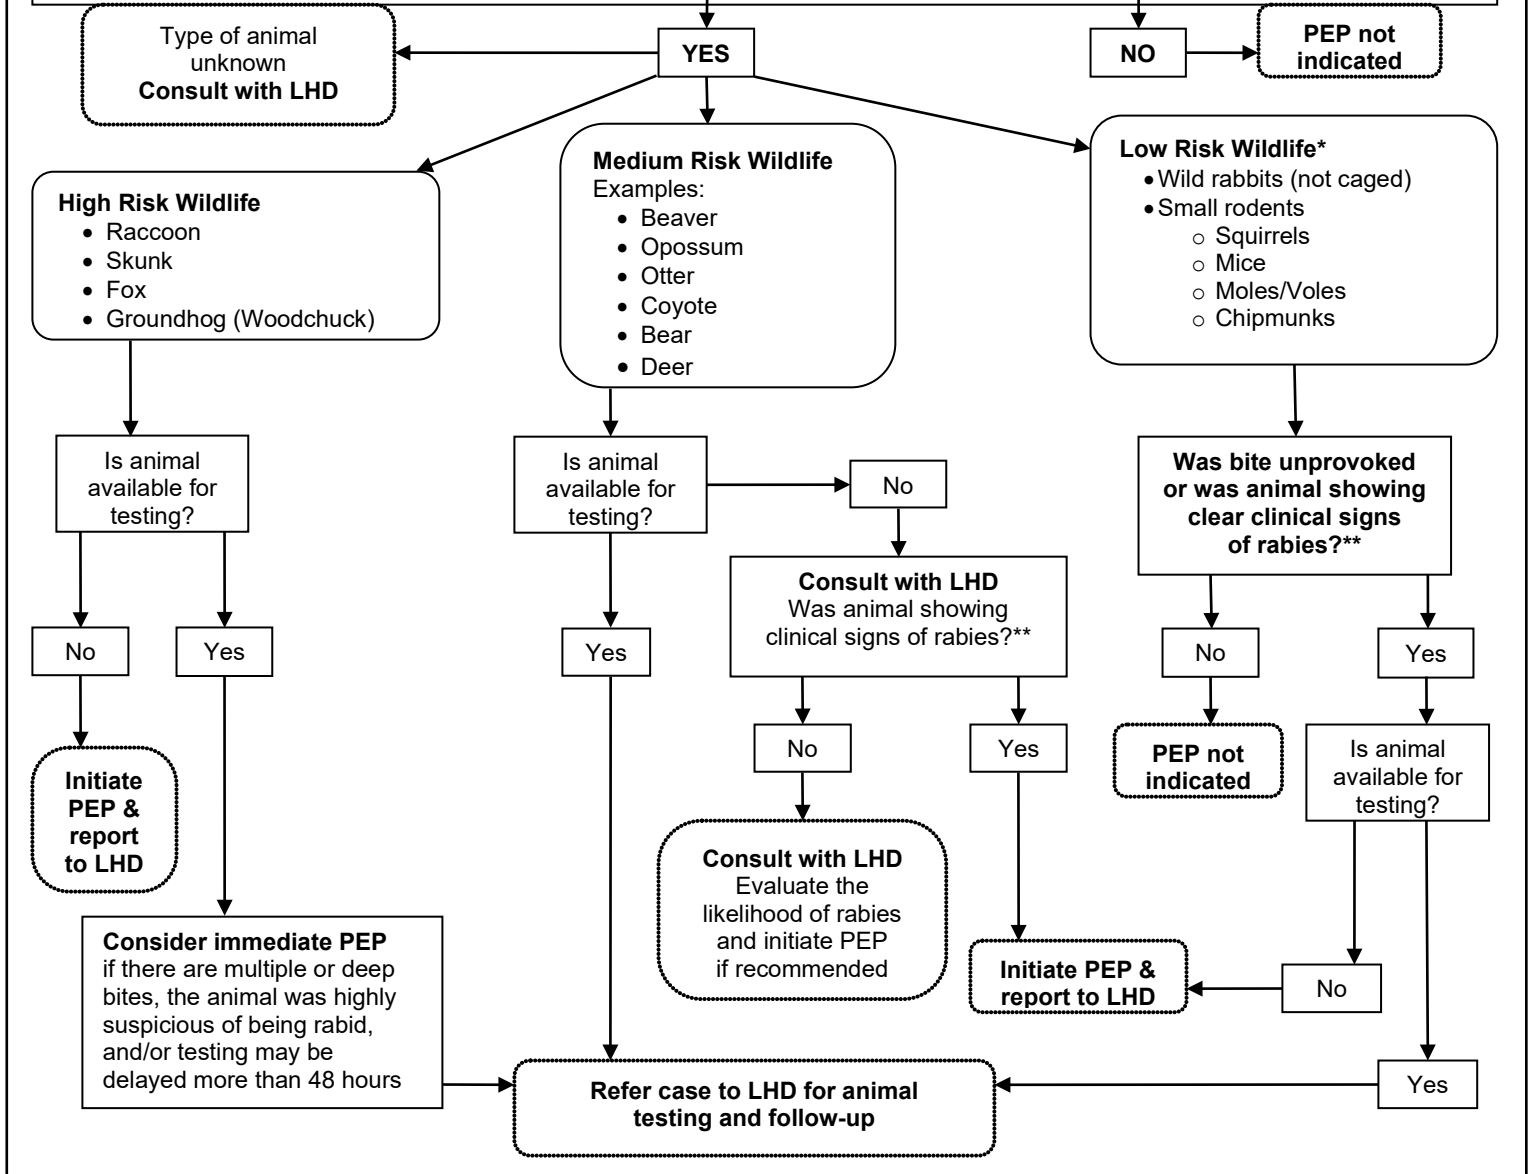 Type of animal
unknown
Consult with LHD
YES
NO
PEP not
indicated
High Risk Wildlife
• Raccoon
• Skunk
• Fox
• Groundhog (Woodchuck)
Medium Risk Wildlife
Examples:
• Beaver
• Opossum
• Otter
• Coyote
• Bear
• Deer
Low Risk Wildlife*
• Wild rabbits (not caged)
• Small rodents
o Squirrels
o Mice
o Moles/Voles
o Chipmunks
Is animal
available for
testing?
No
Yes
Initiate
PEP &
report
to LHD
Consider immediate PEP
if there are multiple or deep
bites, the animal was highly
suspicious of being rabid,
and/or testing may be
delayed more than 48 hours
Is animal
available for
testing?
No
Yes
Consult with LHD
Was animal showing
clinical signs of rabies?**
No
Yes
Consult with LHD
Evaluate the
likelihood of rabies
and initiate PEP
if recommended
Initiate PEP &
report to LHD
Was bite unprovoked
or was animal showing
clear clinical signs
of rabies?**
No
Yes
PEP not
indicated
Is animal
available for
testing?
No
Yes
Refer case to LHD for animal
testing and follow-up